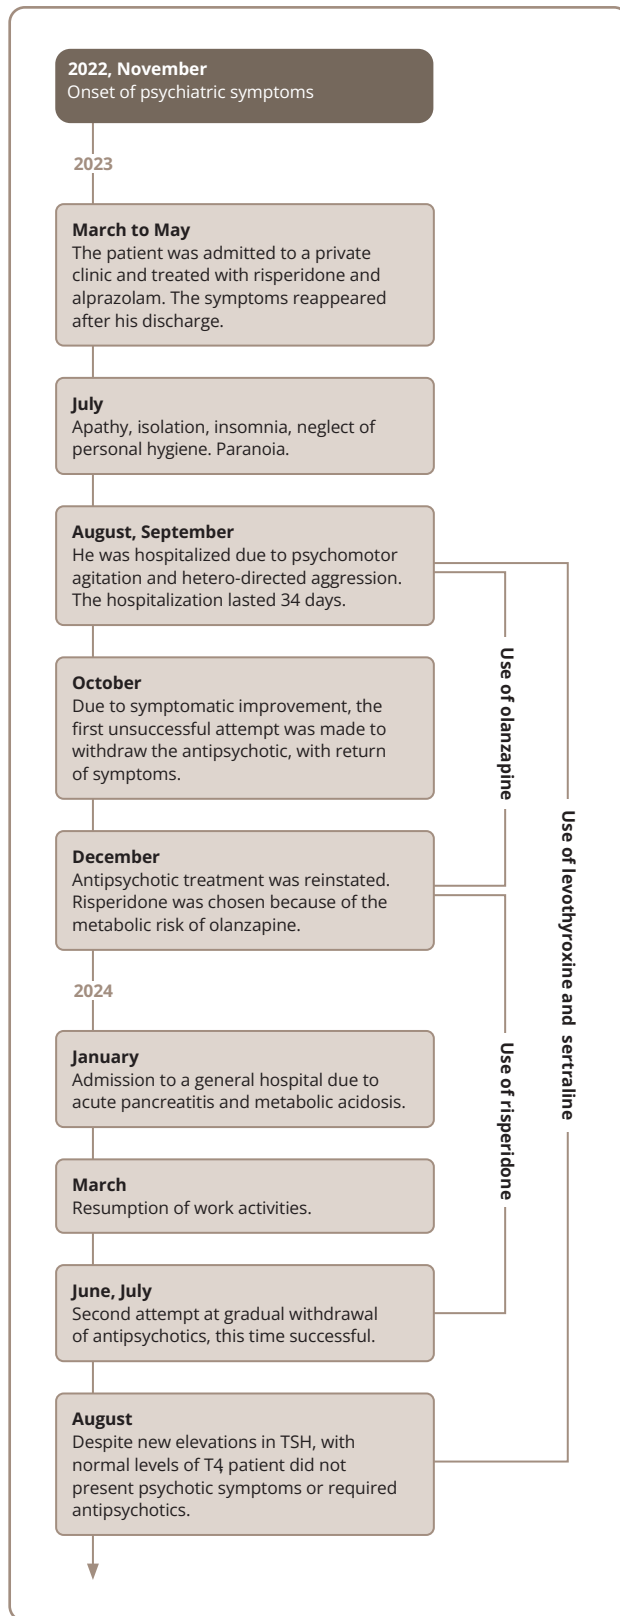 2022, November
Onset of psychiatric symptoms
2023
March to May
The patient was admitted to a private
clinic and treated with risperidone and
alprazolam. The symptoms reappeared
after his discharge.
July
Apathy, isolation, insomnia, neglect of
personal hygiene. Paranoia.
August, September
He was hospitalized due to psychomotor
agitation and hetero-directed aggression.
The hospitalization lasted 34 days.
October
Due to symptomatic improvement, the
first unsuccessful attempt was made to
withdraw the antipsychotic, with return
of symptoms.
December
Antipsychotic treatment was reinstated.
Risperidone was chosen because of the
metabolic risk of olanzapine.
2024
January
Admission to a general hospital due to
acute pancreatitis and metabolic acidosis.
March
Resumption of work activities.
June, July
Second attempt at gradual withdrawal
of antipsychotics, this time successful.
August
Despite new elevations in TSH, with
normal levels of T4, patient did not
present psychotic symptoms or required
antipsychotics.
Use of olanzapine
Use of risperidone
Use of levothyroxine and sertraline